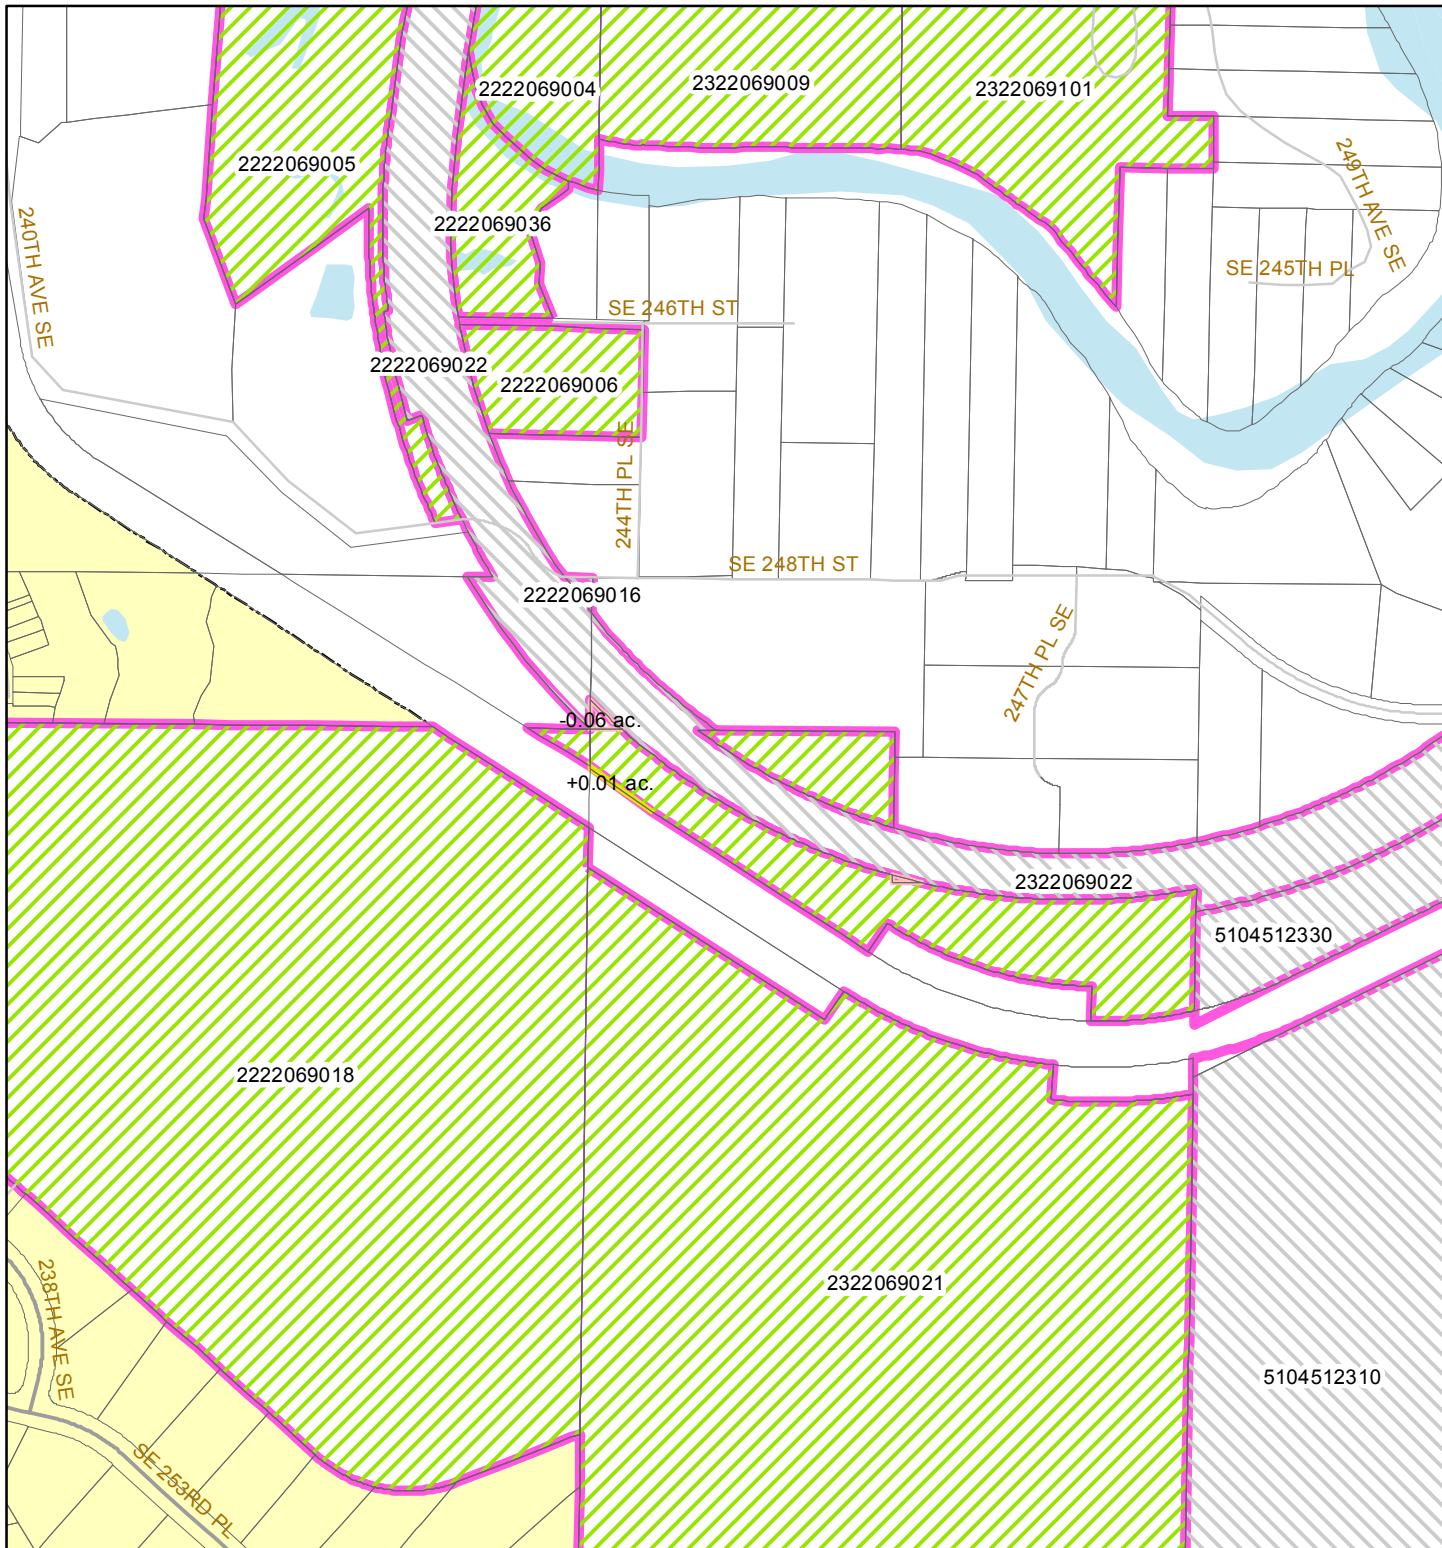 2222069004
2322069009
2322069101
2222069005
249TH AVE SE
2222069036
240TH AVE SE
SE 245TH PL
SE 246TH ST
2222069022
2222069006
244TH PL SE
SE 248TH ST
2222069016
247TH PL SE
-0.06 ac.
+0.01 ac.
2322069022
5104512330
2222069018
2322069021
238TH AVE SE
5104512310
SE 253RD PL